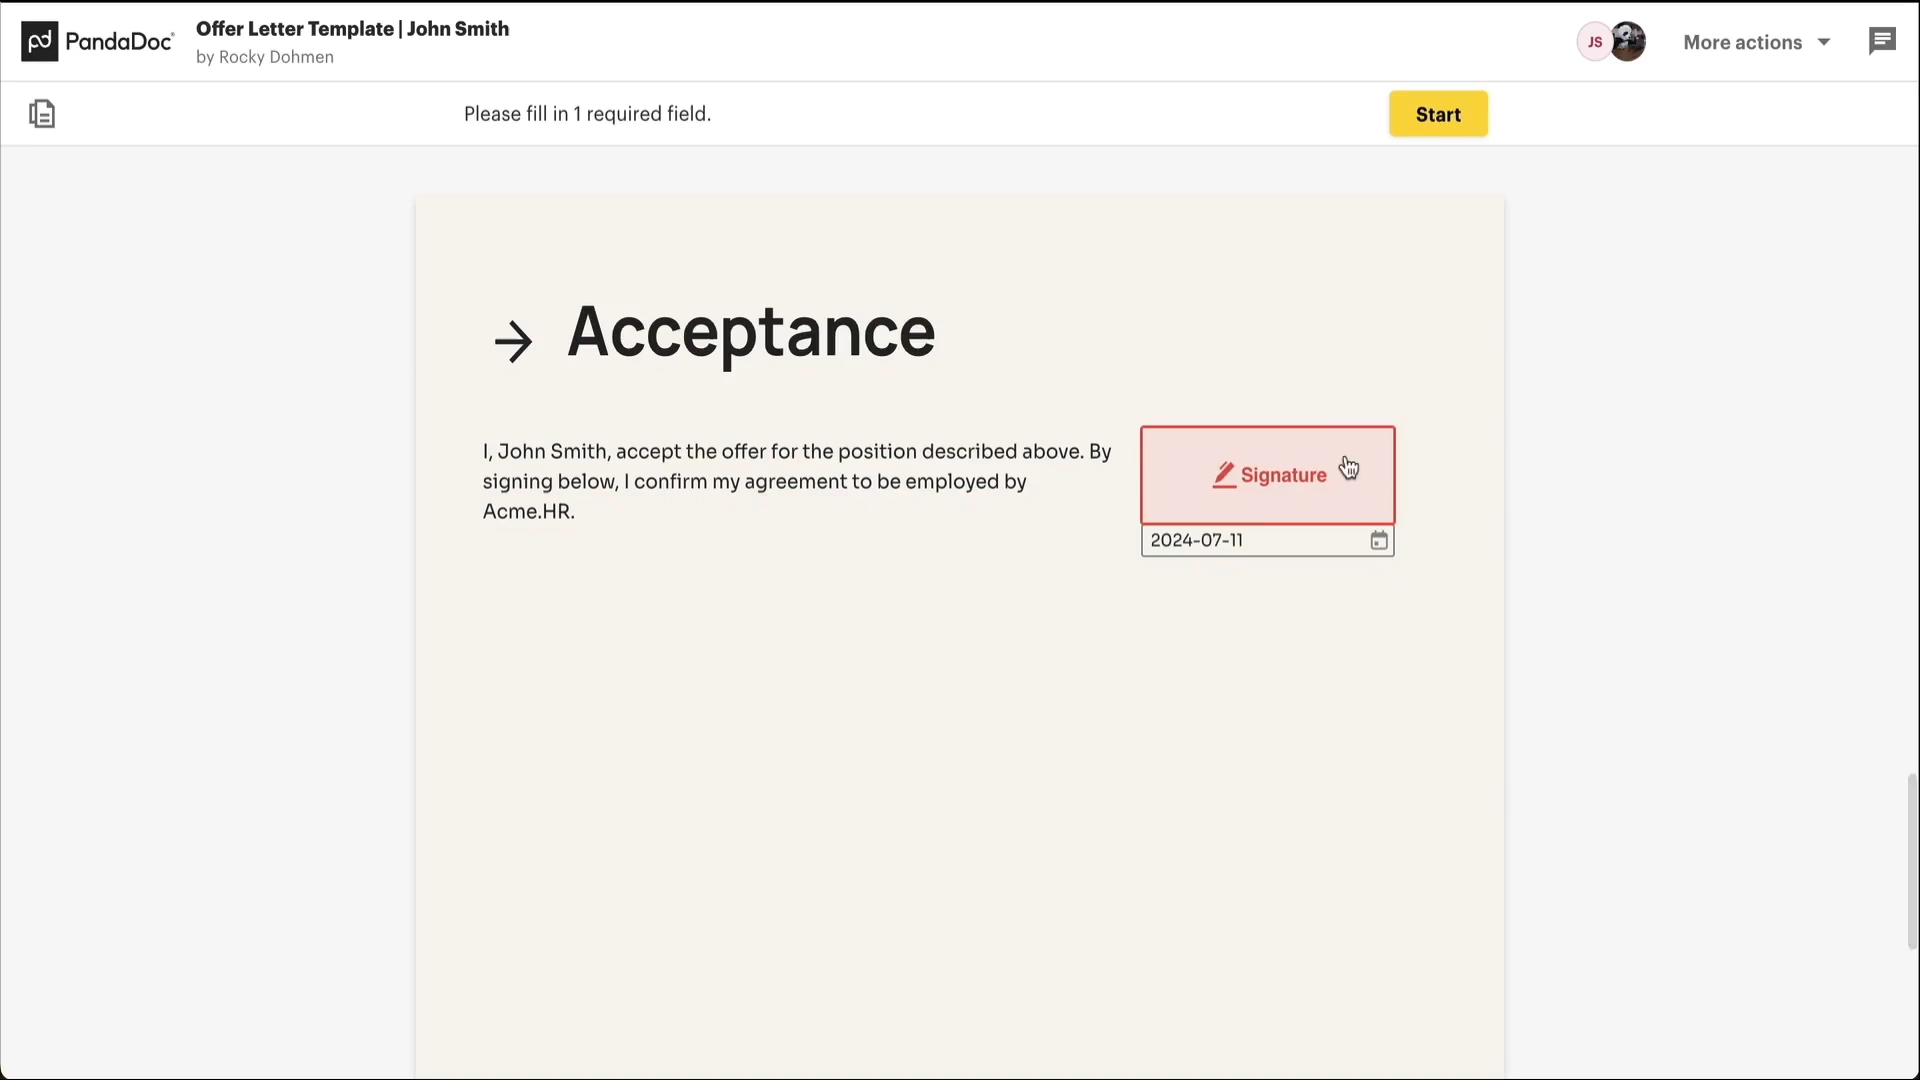 pd PandaDoc
Offer Letter Template | John Smith
by Rocky Dohmen
JS
More actions
Please fill in 1 required field.
Start
→ Acceptance
I, John Smith, accept the offer for the position described above. By
signing below, I confirm my agreement to be employed by
Acme.HR.
Signature
2024-07-11